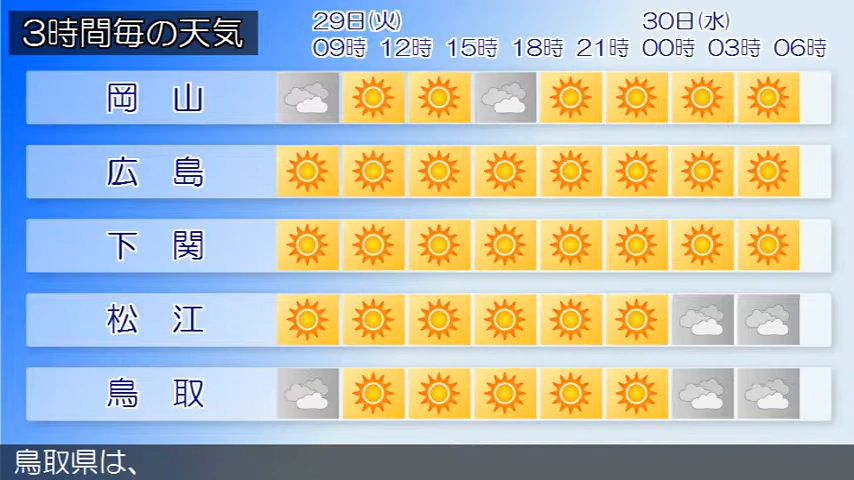 3時間毎の天気
29日(火) 30日(水)
09時 12時 15時 18時 21時 00時 03時 06時
岡 山
広 島
下 関
松 江
鳥 取
鳥取県は、